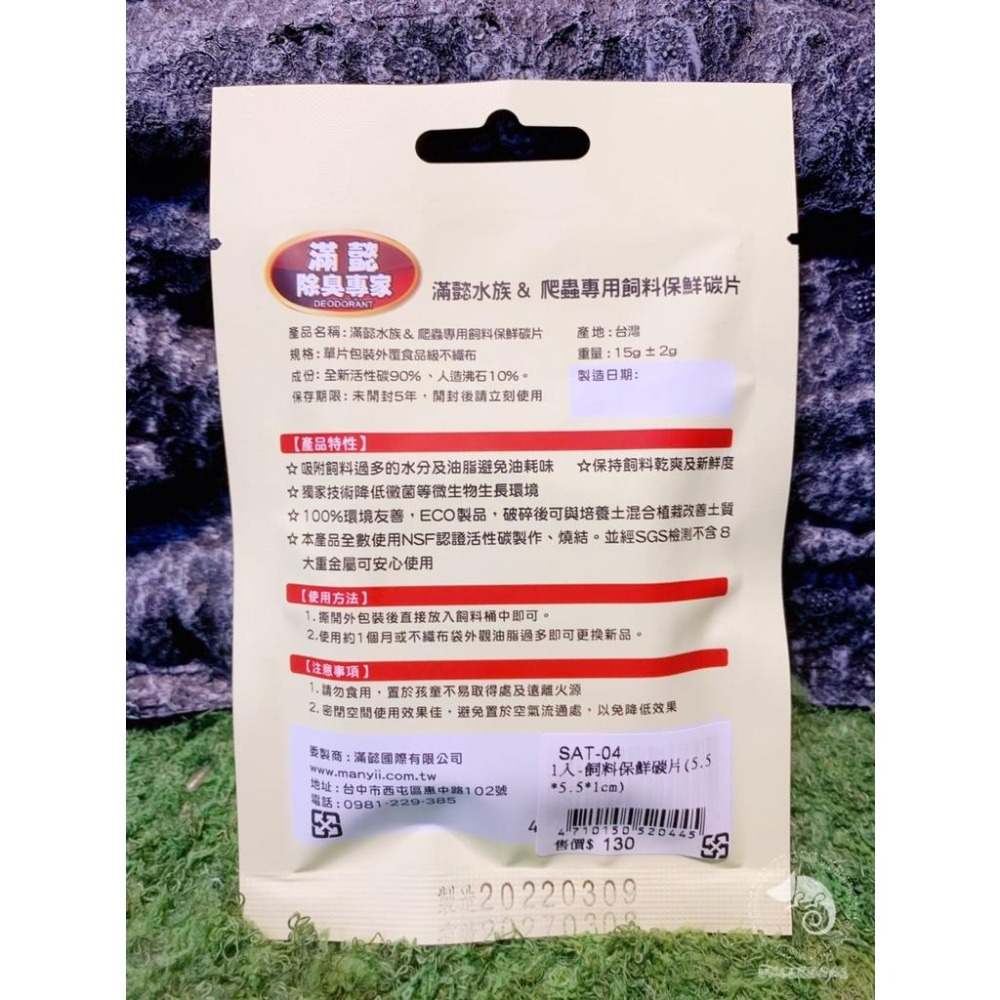 滿懿
除臭專家
DEODORANT
滿懿水族 & 爬蟲專用飼料保鮮碳片
產品名稱:滿懿水族& 爬蟲專用飼料保鮮碳片
產地:台灣
規格:單片包裝外覆食品級不織布
重量:15g ± 2g
成份:全新活性碳90% 、人造沸石10%。
製造日期:
保存期限:未開封5年,開封後請立刻使用
【產品特性】
☆吸附飼料過多的水分及油脂避免油耗味 ☆保持飼料乾爽及新鮮度
☆獨家技術降低黴菌等微生物生長環境
☆100%環境友善,ECO製品,破碎後可與培養土混合植栽改善土質
☆本產品全數使用NSF認證活性碳製作、燒結。並經SGS檢測不含8
大重金屬可安心使用
【使用方法】
1.撕開外包裝後直接放入飼料桶中即可。
2.使用約1個月或不織布袋外觀油脂過多即可更換新品。
【注意事項】
1.請勿食用,置於孩童不易取得處及遠離火源
2.密閉空間使用效果佳,避免置於空氣流通處,以免降低效果
委製商:滿懿國際有限公司
www.manyii.com.tw
地址:台中市西屯區惠中路102號
電話:0981-229-385
SAT-04
1入-飼料保鮮碳片(5.5
*5.5*1cm)
4
4710150520445
售價$ 130
製造20220309
20270308